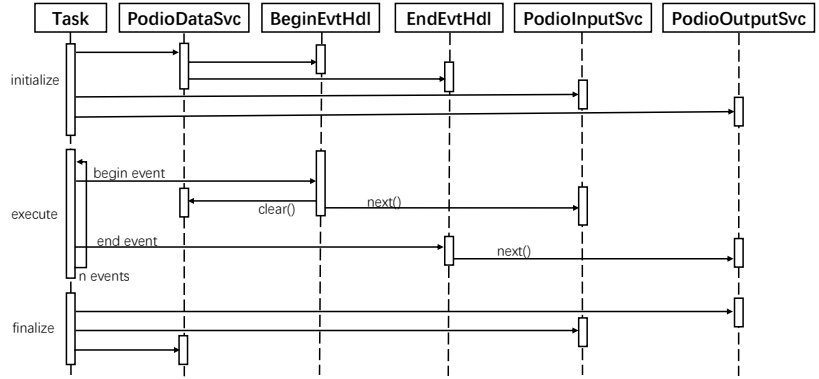 Task PodioDataSvc BeginEvtHdl EndEvtHdl PodioInputSvc PodioOutputSvc
initialize
begin event
clear() next()
execute
end event
next()
n events
finalize